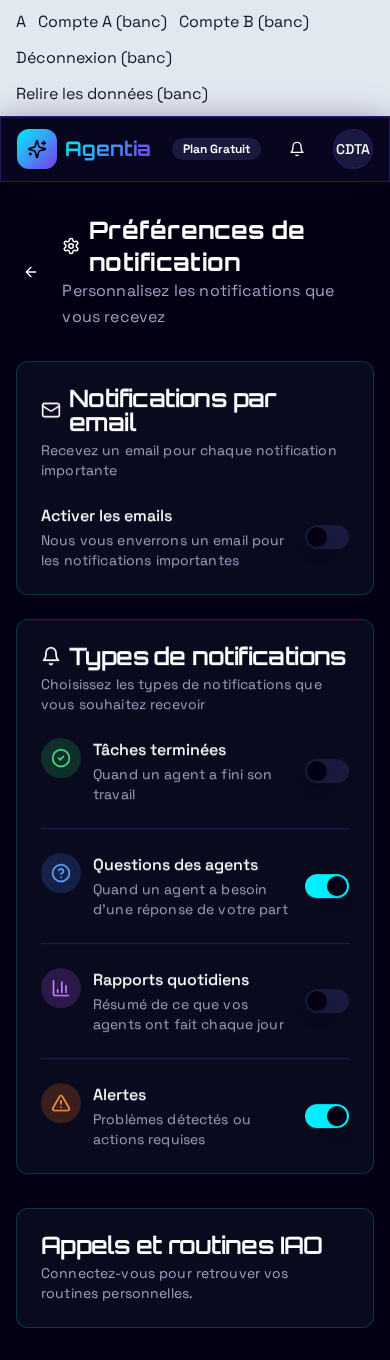 A Compte A (banc) Compte B (banc)
Déconnexion (banc)
Relire les données (banc)
Agentia Plan Gratuit CDTA
Préférences de
notification
Personnalisez les notifications que
vous recevez
Notifications par
email
Recevez un email pour chaque notification
importante
Activer les emails
Nous vous enverrons un email pour
les notifications importantes
Types de notifications
Choisissez les types de notifications que
vous souhaitez recevoir
Tâches terminées
Quand un agent a fini son
travail
Questions des agents
Quand un agent a besoin
d'une réponse de votre part
Rapports quotidiens
Résumé de ce que vos
agents ont fait chaque jour
Alertes
Problèmes détectés ou
actions requises
Appels et routines IAO
Connectez-vous pour retrouver vos
routines personnelles.